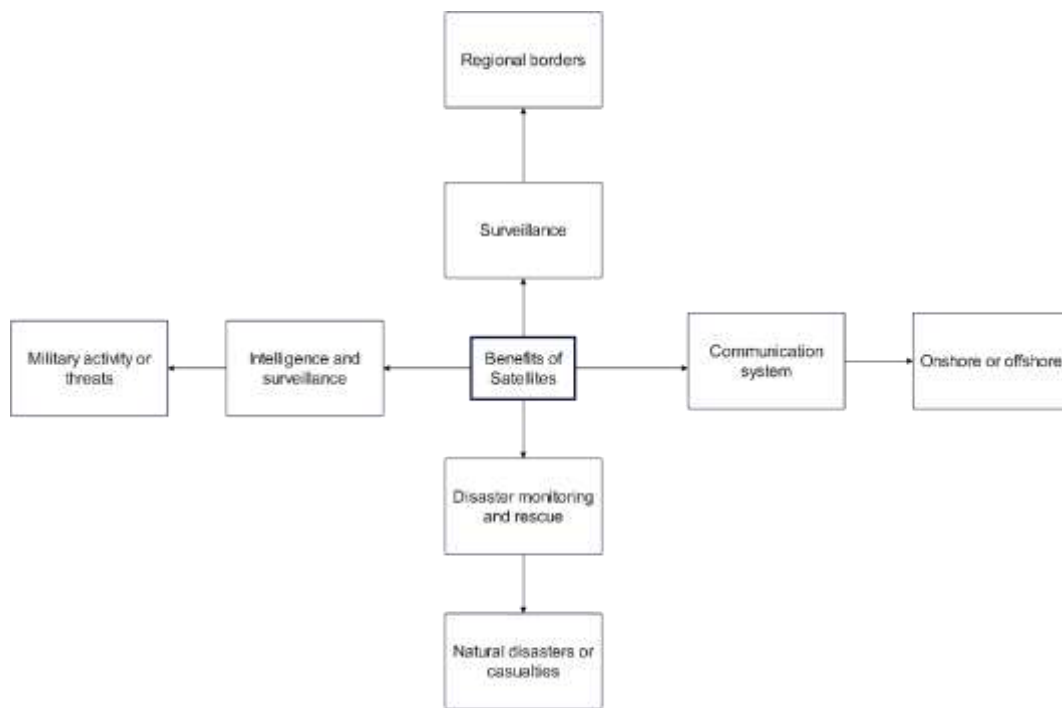 Regional borders
Surveillance
Military activity or
threats
Intelligence and
surveillance
Benefits of
Satellites
Communication
system
Onshore or offshore
Disaster monitoring
and rescue
Natural disasters or
casualties